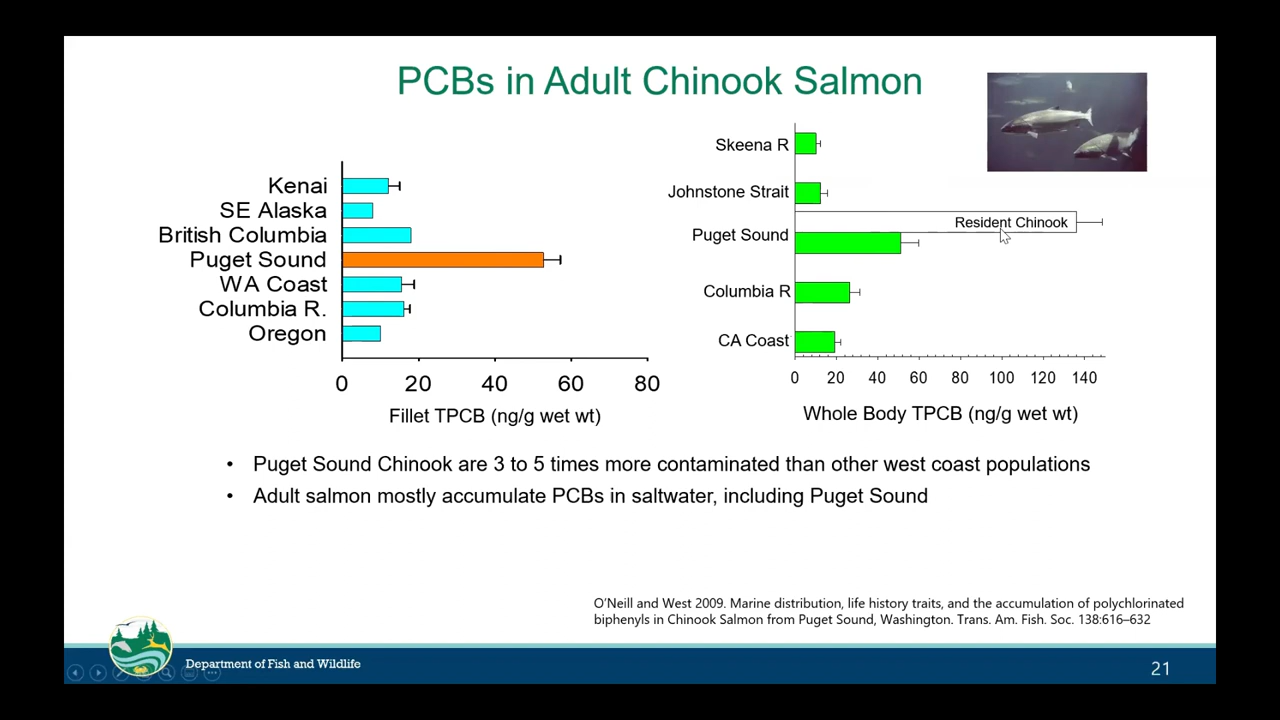 PCBs in Adult Chinook Salmon
Kenai
SE Alaska
British Columbia
Puget Sound
WA Coast
Columbia R.
Oregon
0 20 40 60 80
Fillet TPCB (ng/g wet wt)
Skeena R
Johnstone Strait
Resident Chinook
Puget Sound
Columbia R
CA Coast
0 20 40 60 80 100 120 140
Whole Body TPCB (ng/g wet wt)
• Puget Sound Chinook are 3 to 5 times more contaminated than other west coast populations
• Adult salmon mostly accumulate PCBs in saltwater, including Puget Sound
O’Neill and West 2009. Marine distribution, life history traits, and the accumulation of polychlorinated
biphenyls in Chinook Salmon from Puget Sound, Washington. Trans. Am. Fish. Soc. 138:616–632
Department of Fish and Wildlife
21